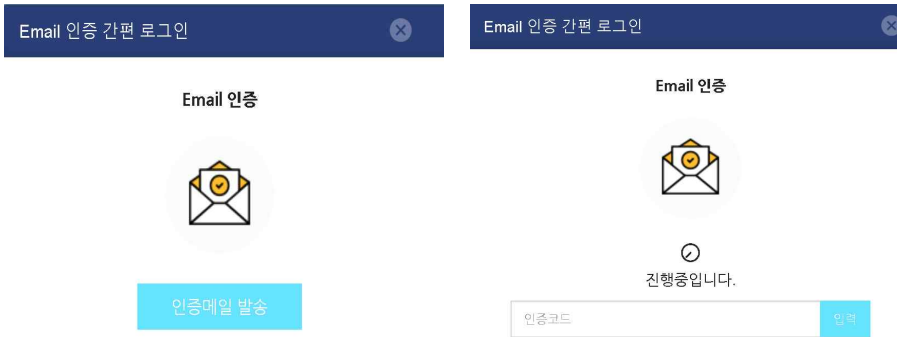 Email 인증 간편 로그인
Email 인증
인증메일 발송
Email 인증 간편 로그인
Email 인증
진행중입니다.
인증코드
입력